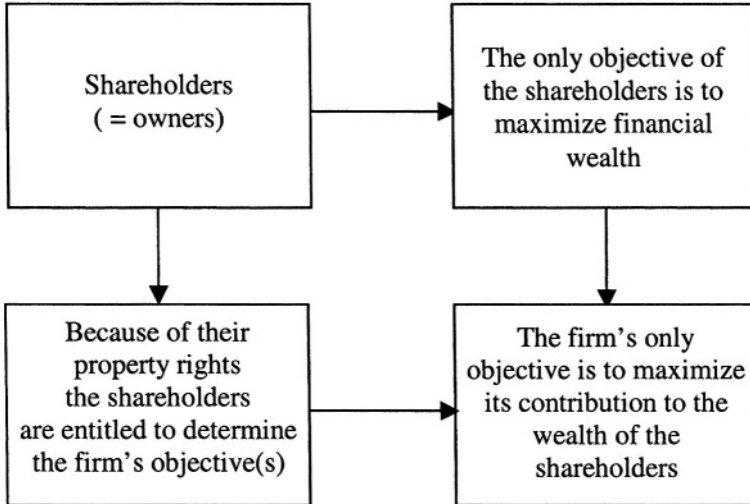 Shareholders
( = owners)
The only objective of
the shareholders is to
maximize financial
wealth
Because of their
property rights
the shareholders
are entitled to determine
the firm's objective(s)
The firm's only
objective is to maximize
its contribution to the
wealth of the
shareholders